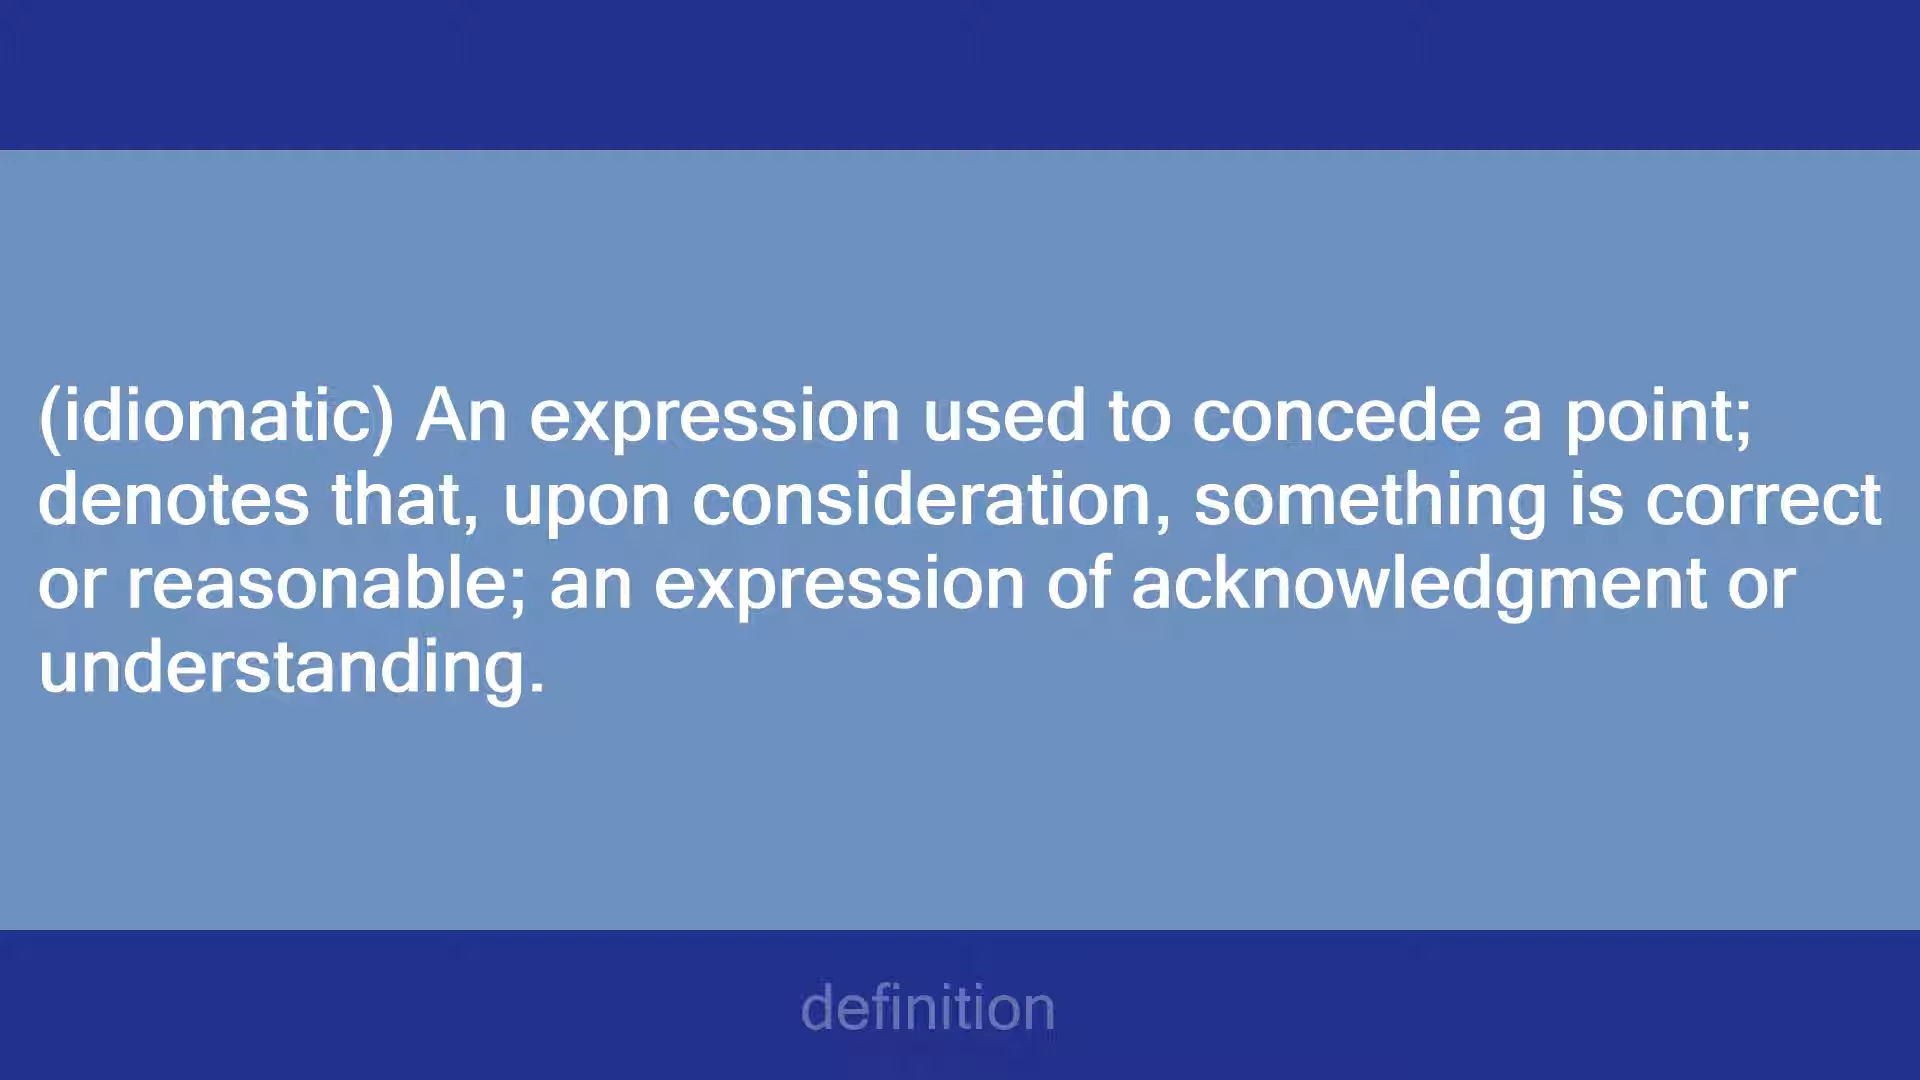 (idiomatic) An expression used to concede a point;
denotes that, upon consideration, something is correct
or reasonable; an expression of acknowledgment or
understanding.
definition